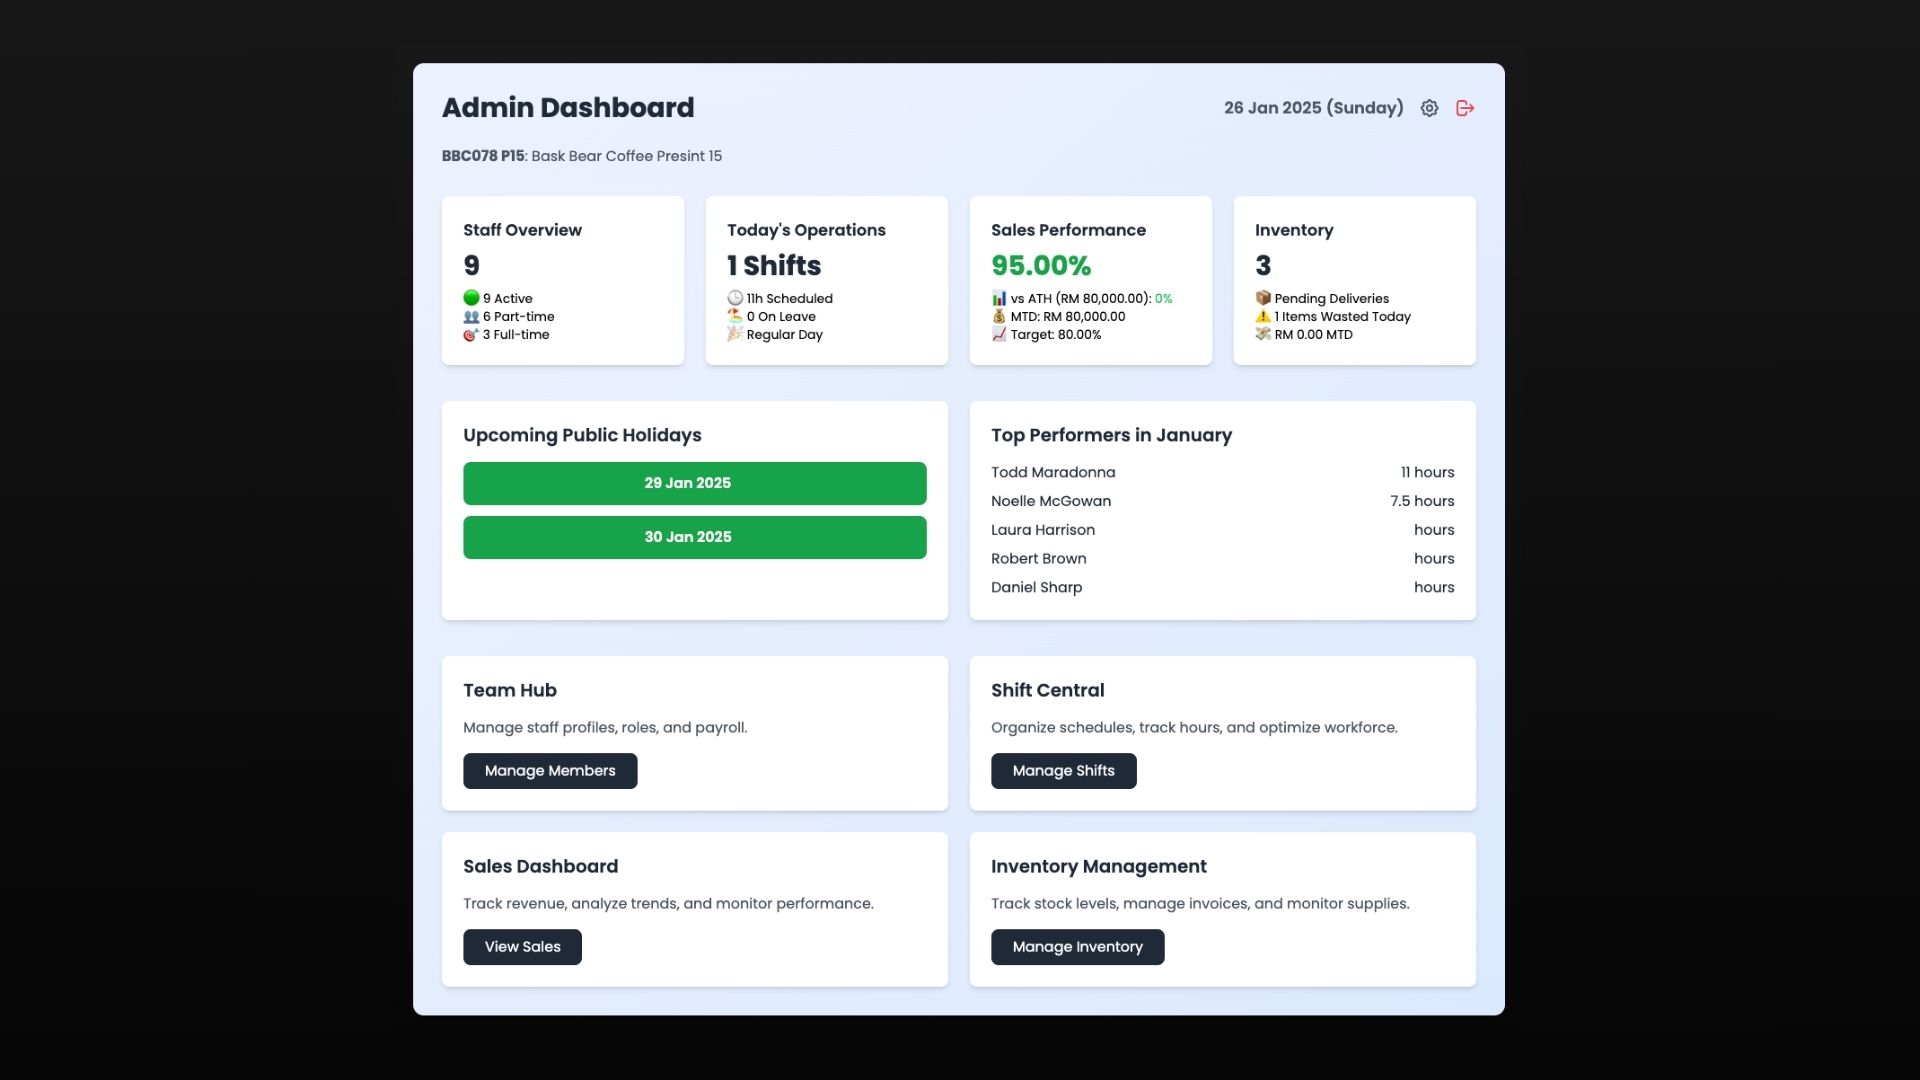 Admin Dashboard
26 Jan 2025 (Sunday)
BBC078 P15: Bask Bear Coffee Presint 15
Staff Overview
9
9 Active
6 Part-time
3 Full-time
Today's Operations
1 Shifts
11h Scheduled
0 On Leave
Regular Day
Sales Performance
95.00%
vs ATH (RM 80,000.00): 0%
MTD: RM 80,000.00
Target: 80.00%
Inventory
3
Pending Deliveries
1 Items Wasted Today
RM 0.00 MTD
Upcoming Public Holidays
29 Jan 2025
30 Jan 2025
Top Performers in January
Todd Maradonna 11 hours
Noelle McGowan 7.5 hours
Laura Harrison hours
Robert Brown hours
Daniel Sharp hours
Team Hub
Manage staff profiles, roles, and payroll.
Manage Members
Shift Central
Organize schedules, track hours, and optimize workforce.
Manage Shifts
Sales Dashboard
Track revenue, analyze trends, and monitor performance.
View Sales
Inventory Management
Track stock levels, manage invoices, and monitor supplies.
Manage Inventory